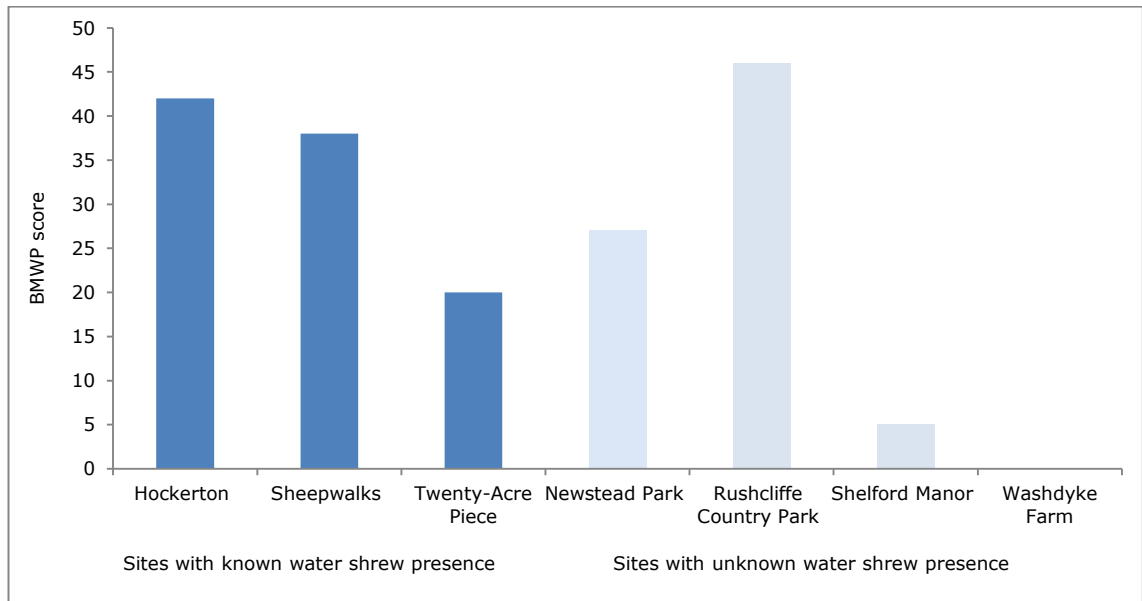 50
45
40
35
30
25
20
15
10
5
0
BMWP score
Hockerton
Sheepwalks
Twenty-Acre
Piece
Newstead Park
Rushcliffe
Country Park
Shelford Manor
Washdyke
Farm
Sites with known water shrew presence
Sites with unknown water shrew presence